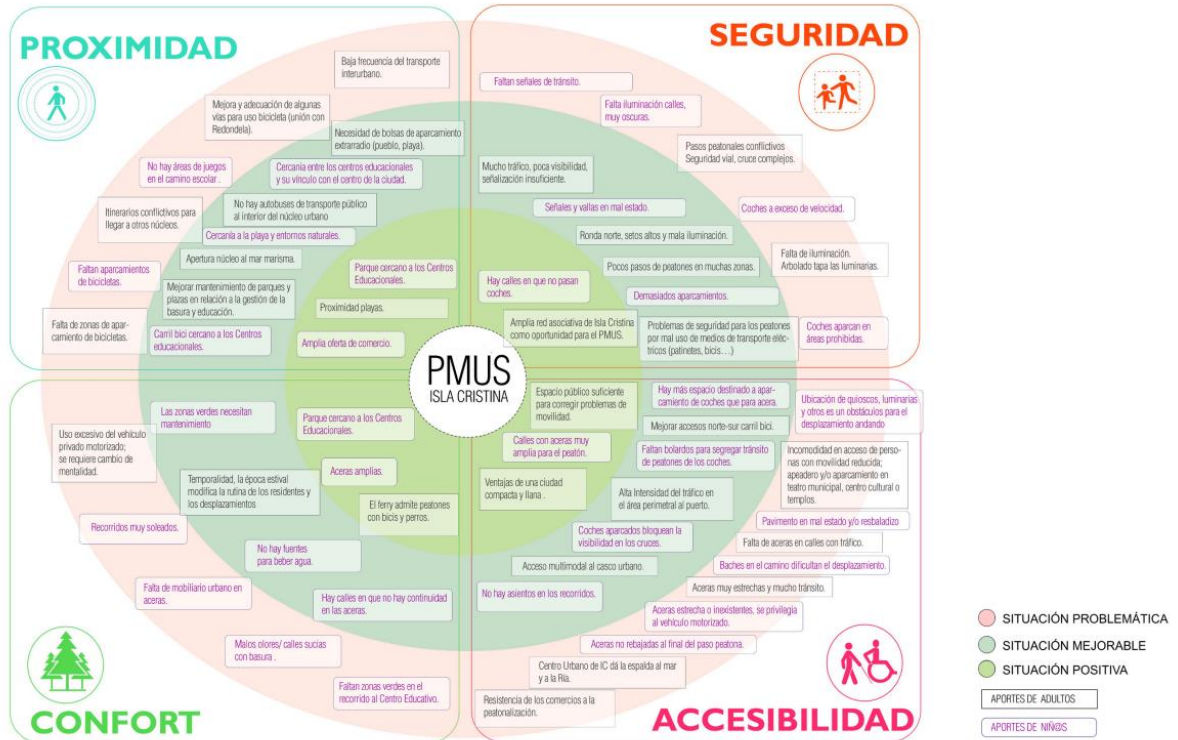 PROXIMIDAD
Baja frecuencia del transporte
interurbano.
Mejora y adecuación de algunas
vías para uso bicicleta (unión con
Redondela).
Necesidad de bolsas de aparcamiento
extrarradio (pueblo, playa).
No hay áreas de juegos
en el camino escolar .
Cercanía entre los centros educacionales
y su vínculo con el centro de la ciudad.
Itinerarios conflictivos para
llegar a otros núcleos.
No hay autobuses de transporte público
al interior del núcleo urbano
Cercanía a la playa y entornos naturales.
Apertura núcleo al mar marisma.
Faltan aparcamientos
de bicicletas.
Parque cercano a los Centros
Educacionales.
Mejorar mantenimiento de parques y
plazas en relación a la gestión de la
basura y educación.
Proximidad playas.
Falta de zonas de apar-
camiento de bicicletas.
Carril bici cercano a los Centros
educacionales.
Amplia oferta de comercio.
SEGURIDAD
Faltan señales de tránsito.
Falta iluminación calles,
muy oscuras.
Pasos peatonales conflictivos
Seguridad vial, cruce complejos.
Mucho tráfico, poca visibilidad,
señalización insuficiente.
Señales y vallas en mal estado.
Coches a exceso de velocidad.
Ronda norte, setos altos y mala iluminación.
Falta de iluminación.
Arbolado tapa las luminarias.
Pocos pasos de peatones en muchas zonas.
Hay calles en que no pasan
coches.
Demasiados aparcamientos.
Amplia red asociativa de Isla Cristina
como oportunidad para el PMUS.
Problemas de seguridad para los peatones
por mal uso de medios de transporte eléc-
tricos (patinetes, bicis…)
Coches aparcan en
áreas prohibidas.
PMUS
ISLA CRISTINA
Las zonas verdes necesitan
mantenimiento
Parque cercano a los Centros
Educacionales.
Uso excesivo del vehículo
privado motorizado;
se requiere cambio de
mentalidad.
Aceras amplias.
Temporalidad, la época estival
modifica la rutina de los residentes y
los desplazamientos
El ferry admite peatones
con bicis y perros.
Recorridos muy soleados.
No hay fuentes
para beber agua.
Falta de mobiliario urbano en
aceras.
Hay calles en que no hay continuidad
en las aceras.
Malos olores/ calles sucias
con basura .
Faltan zonas verdes en el
recorrido al Centro Educativo.
CONFORT
Espacio público suficiente
para corregir problemas de
movilidad.
Hay más espacio destinado a apar-
camiento de coches que para acera.
Ubicación de quioscos, luminarias
y otros es un obstáculos para el
desplazamiento andando
Mejorar accesos norte-sur carril bici.
Calles con aceras muy
amplia para el peatón.
Faltan bolardos para segregar tránsito
de peatones de los coches.
Incomodidad en acceso de perso-
nas con movilidad reducida;
apeadero y/o aparcamiento en
teatro municipal, centro cultural o
templos.
Ventajas de una ciudad
compada y llana .
Alta Intensidad del tráfico en
el área perimetral al puerto.
Pavimento en mal estado y/o resbaladizo
Coches aparcados bloquean la
visibilidad en los cruces.
Falta de aceras en calles con tráfico.
Acceso multimodal al casco urbano.
Baches en el camino dificultan el desplazamiento.
Aceras muy estrechas y mucho tránsito.
No hay asientos en los recorridos.
Aceras estrecha o inexistentes, se privilegía
al vehículo motorizado.
Aceras no rebajadas al final del paso peatona.
Centro Urbano de IC dá la espalda al mar
y a la Ría.
Resistencia de los comercios a la
peatonalización.
ACCESIBILIDAD
SITUACIÓN PROBLEMÁTICA
SITUACIÓN MEJORABLE
SITUACIÓN POSITIVA
APORTES DE ADULTOS
APORTES DE NIÑ@S